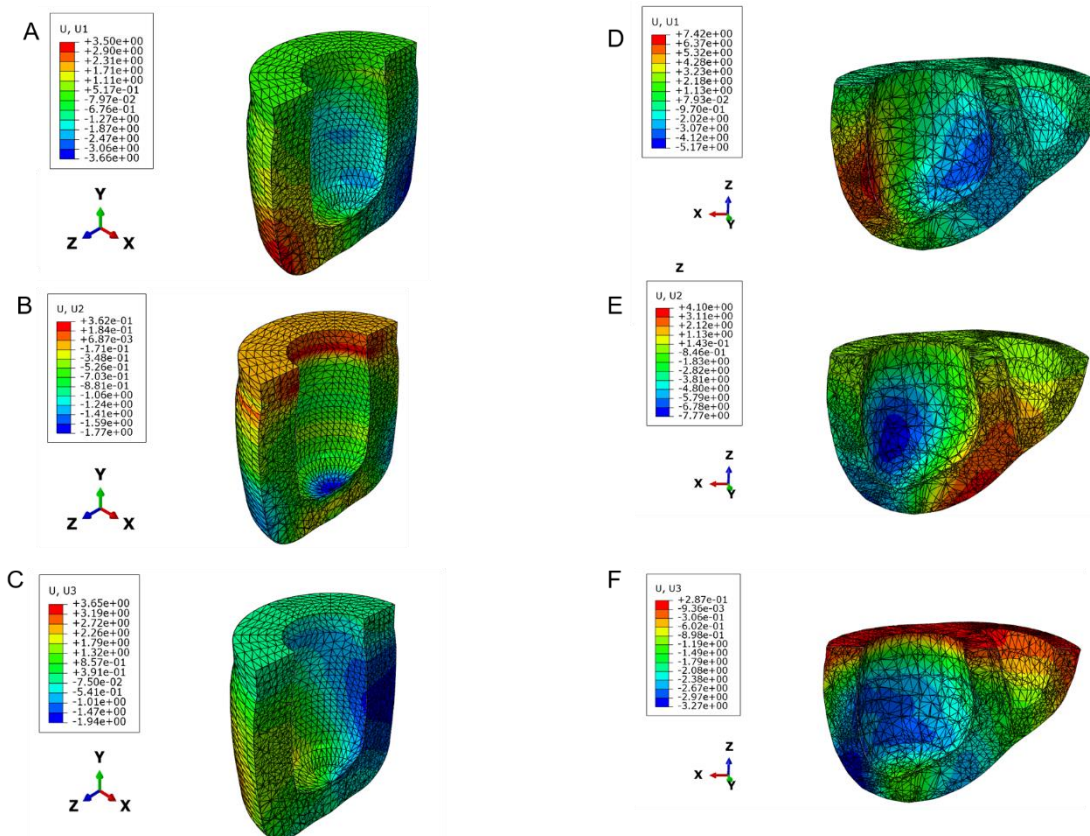 A
U, U1
+3.50e+00
+2.90e+00
+2.31e+00
+1.71e+00
+1.11e+00
+5.17e-01
-7.97e-02
-6.76e-01
-1.27e+00
-1.87e+00
-2.47e+00
-3.06e+00
-3.66e+00
Y
Z X
B
U, U2
+3.62e-01
+1.84e-01
+6.87e-03
-1.71e-01
-3.48e-01
-5.26e-01
-7.03e-01
-8.81e-01
-1.06e+00
-1.24e+00
-1.41e+00
-1.59e+00
-1.77e+00
Y
Z X
C
U, U3
+3.65e+00
+3.19e+00
+2.72e+00
+2.26e+00
+1.79e+00
+1.32e+00
+8.57e-01
+3.91e-01
-7.50e-02
-5.41e-01
-1.01e+00
-1.47e+00
-1.94e+00
Y
Z X
D
U, U1
+7.42e+00
+6.37e+00
+5.32e+00
+4.28e+00
+3.23e+00
+2.18e+00
+1.13e+00
+7.93e-02
-9.70e-01
-2.02e+00
-3.07e+00
-4.12e+00
-5.17e+00
Z
X Y
Z
E
U, U2
+4.10e+00
+3.11e+00
+2.12e+00
+1.13e+00
+1.43e-01
-8.46e-01
-1.83e+00
-2.82e+00
-3.81e+00
-4.80e+00
-5.79e+00
-6.78e+00
-7.77e+00
Z
X Y
F
U, U3
+2.87e-01
-9.36e-03
-3.06e-01
-6.02e-01
-8.98e-01
-1.19e+00
-1.49e+00
-1.79e+00
-2.08e+00
-2.38e+00
-2.67e+00
-2.97e+00
-3.27e+00
Z
X Y